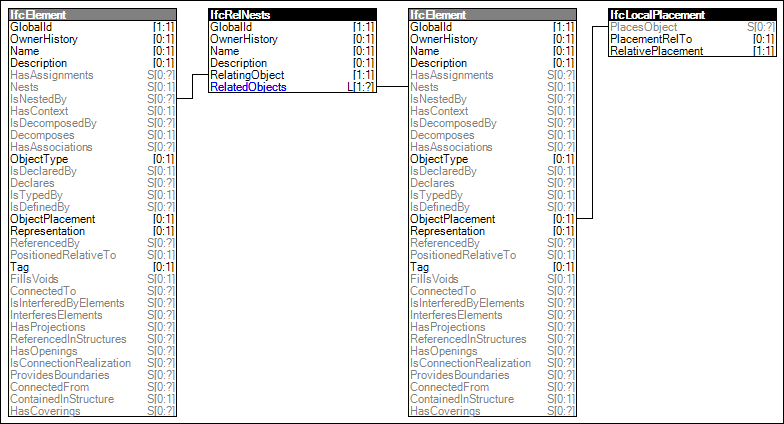 IfcElement
GlobalId [1:1]
OwnerHistory [0:1]
Name [0:1]
Description [0:1]
HasAssignments S[0:?]
Nests S[0:1]
IsNestedBy S[0:?]
HasContext S[0:1]
IsDecomposedBy S[0:?]
Decomposes S[0:1]
HasAssociations S[0:?]
ObjectType [0:1]
IsDeclaredBy S[0:1]
Declares S[0:?]
IsTypedBy S[0:1]
IsDefinedBy S[0:?]
ObjectPlacement [0:1]
Representation [0:1]
ReferencedBy S[0:?]
PositionedRelativeTo S[0:1]
Tag [0:1]
FillsVoids S[0:1]
ConnectedTo S[0:?]
IsInterferedByElements S[0:?]
InterferesElements S[0:?]
HasProjections S[0:?]
ReferencedInStructures S[0:?]
HasOpenings S[0:?]
IsConnectionRealization S[0:?]
ProvidesBoundaries S[0:?]
ConnectedFrom S[0:?]
ContainedInStructure S[0:1]
HasCoverings S[0:?]
IfcRelNests
GlobalId [1:1]
OwnerHistory [0:1]
Name [0:1]
Description [0:1]
RelatingObject [1:1]
RelatedObjects L[1:?]
IfcElement
GlobalId [1:1]
OwnerHistory [0:1]
Name [0:1]
Description [0:1]
HasAssignments S[0:?]
Nests S[0:1]
IsNestedBy S[0:?]
HasContext S[0:1]
IsDecomposedBy S[0:?]
Decomposes S[0:1]
HasAssociations S[0:?]
ObjectType [0:1]
IsDeclaredBy S[0:1]
Declares S[0:?]
IsTypedBy S[0:1]
IsDefinedBy S[0:?]
ObjectPlacement [0:1]
Representation [0:1]
ReferencedBy S[0:?]
PositionedRelativeTo S[0:1]
Tag [0:1]
FillsVoids S[0:1]
ConnectedTo S[0:?]
IsInterferedByElements S[0:?]
InterferesElements S[0:?]
HasProjections S[0:?]
ReferencedInStructures S[0:?]
HasOpenings S[0:?]
IsConnectionRealization S[0:?]
ProvidesBoundaries S[0:?]
ConnectedFrom S[0:?]
ContainedInStructure S[0:1]
HasCoverings S[0:?]
IfcLocalPlacement
PlacesObject S[0:?]
PlacementRelTo [0:1]
RelativePlacement [1:1]